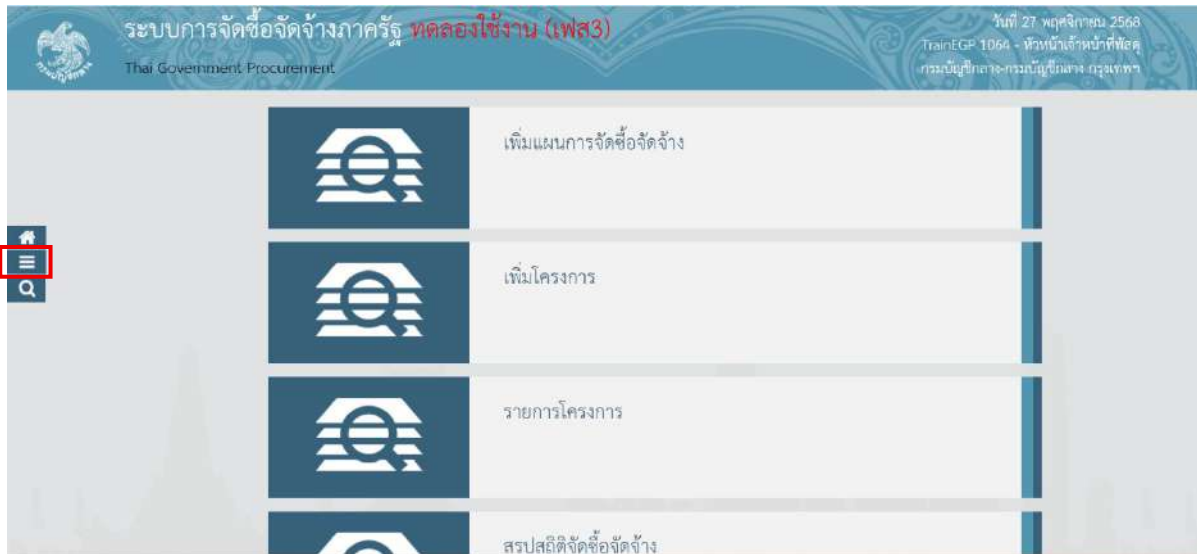 ระบบการจัดซื้อจัดจ้างภาครัฐ ทดลองใช้งาน (เฟส3)
Thai Government Procurement
วันที่ 27 พฤศจิกายน 2568
TrainEGP 1064 - หัวหน้าเจ้าหน้าที่พัสดุ
กรมบัญชีกลาง-กรมบัญชีกลาง กรุงเทพฯ
เพิ่มแผนการจัดซื้อจัดจ้าง
เพิ่มโครงการ
รายการโครงการ
สรุปสถิติจัดซื้อจัดจ้าง